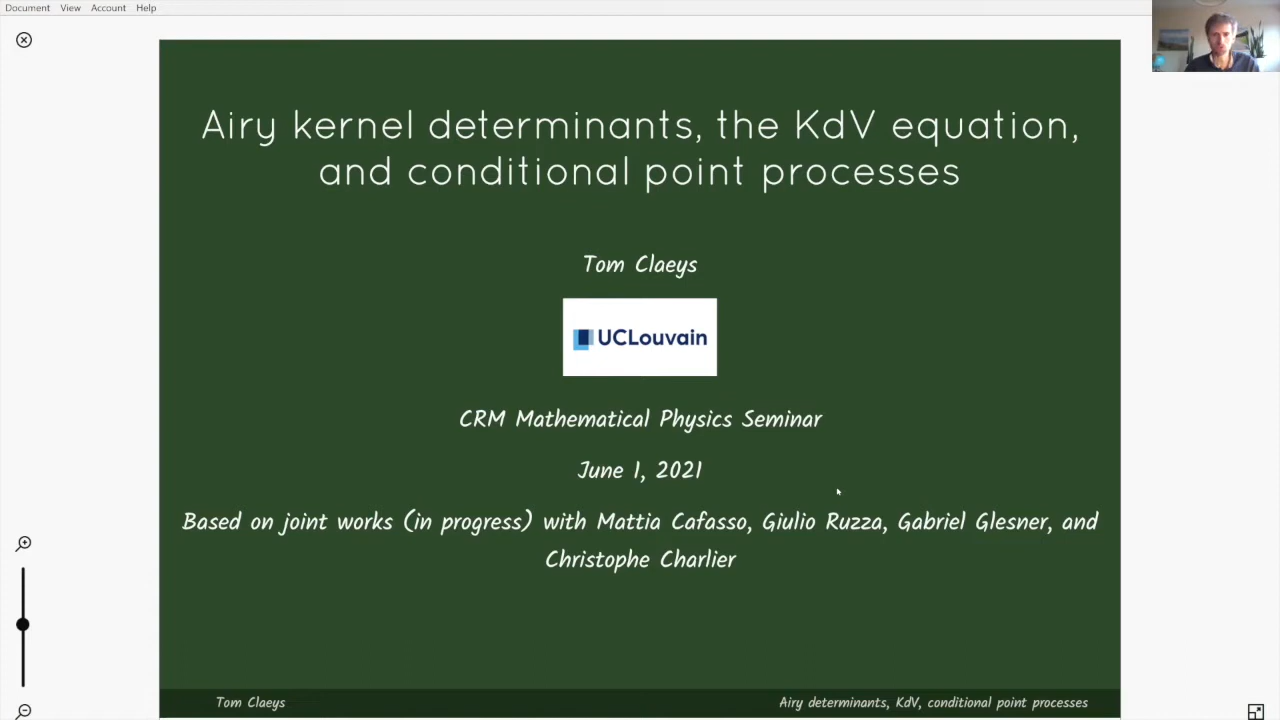 Document View Account Help
Airy kernel determinants, the KdV equation,
and conditional point processes
Tom Claeys
UCLouvain
CRM Mathematical Physics Seminar
June 1, 2021
Based on joint works (in progress) with Mattia Cafasso, Giulio Ruzza, Gabriel Glesner, and
Christophe Charlier
Tom Claeys
Airy determinants, KdV, conditional point processes